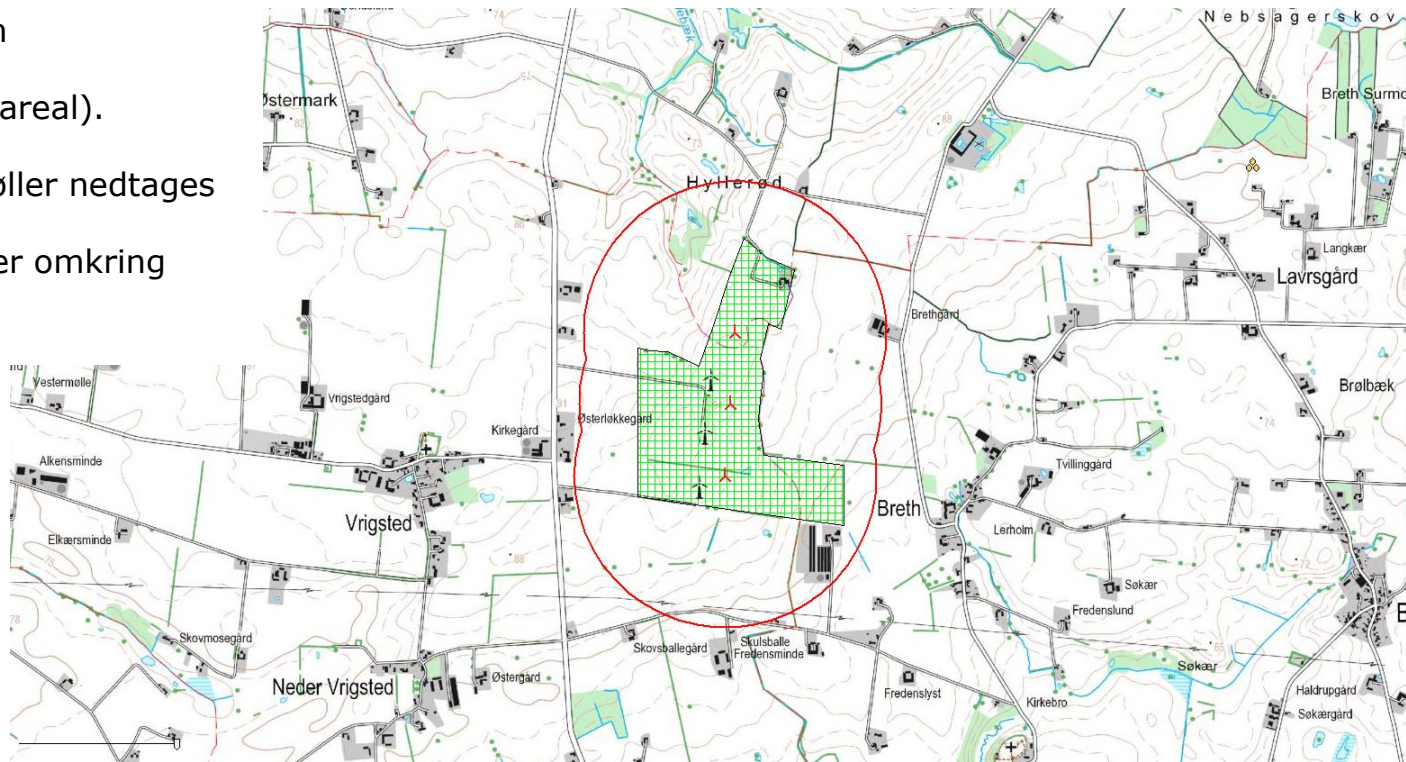 n
areal).
øller nedtages
er omkring
Nebsagerskov
Østermark
Breth Surmo
Hyllerød
Langkær
Lavrsgård
Brethgård
Vestermølle
Vrigstedgård
Brølbæk
Kirkegård
Østerløkkegård
Alkensminde
Tvillinggård
Vrigsted
Breth
Lerholm
Elkærsminde
Søkær
Fredenslund
Skovmosegård
Skovsballegård
Skulsballe
Fredensminde
Søkær
Neder Vrigsted
Østergård
Fredenslyst
Kirkebro
Haldrupgård
Søkærgård